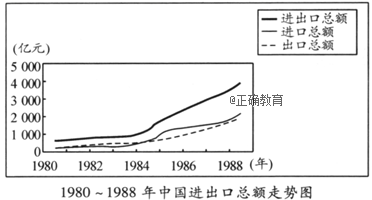 进出口总额
进口总额
出口总额
(亿元)
5 000
4 000
3 000
2 000
1 000
0
1980 1982 1984 1986 1988 (年)
@正确教育
1980~1988 年中国进出口总额走势图